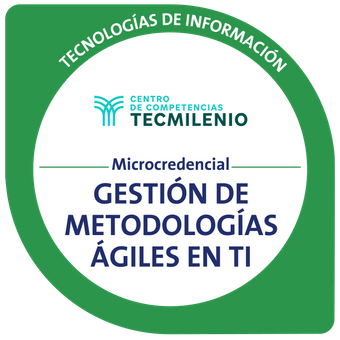 TECNOLOGÍAS DE INFORMACIÓN
CENTRO
DE COMPETENCIAS
TECMILENIO
Microcredencial
GESTIÓN DE
METODOLOGÍAS
ÁGILES EN TI